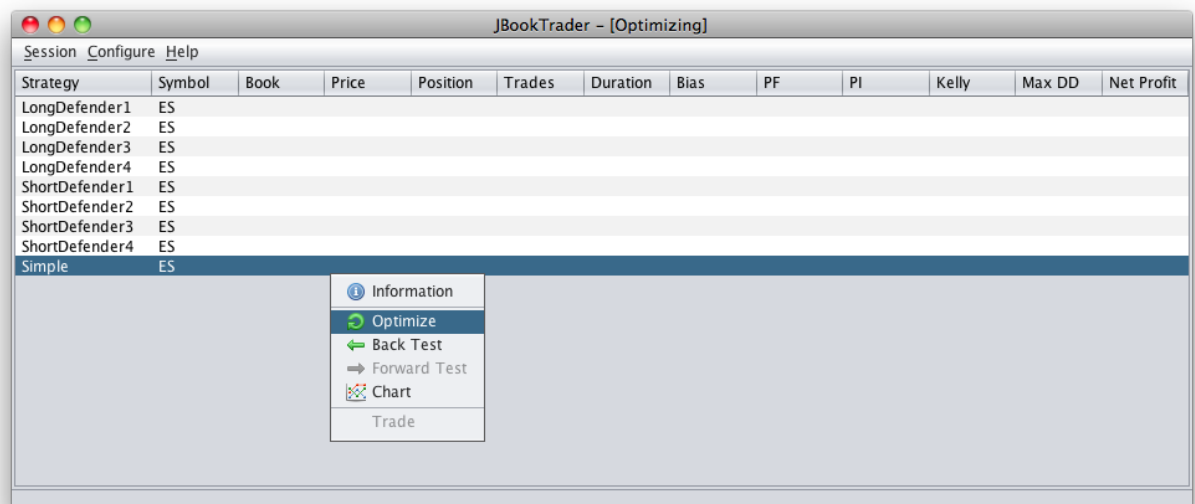 JBookTrader – [Optimizing]
Session Configure Help
Strategy Symbol Book Price Position Trades Duration Bias PF PI Kelly Max DD Net Profit
LongDefender1 ES
LongDefender2 ES
LongDefender3 ES
LongDefender4 ES
ShortDefender1 ES
ShortDefender2 ES
ShortDefender3 ES
ShortDefender4 ES
Simple ES
Information
Optimize
Back Test
Forward Test
Chart
Trade